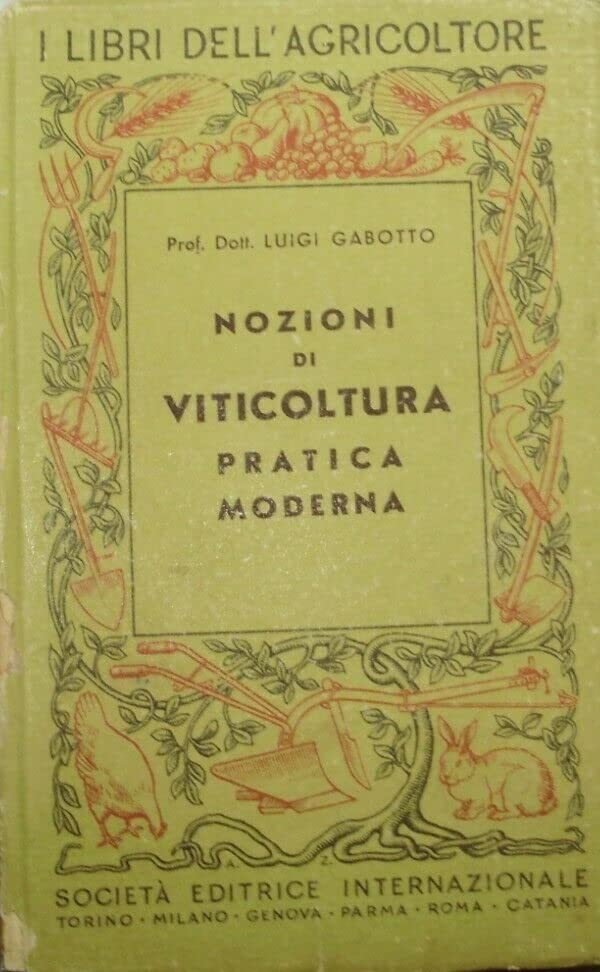 I LIBRI DELL'AGRICOLTORE
Prof. Dott. LUIGI GABOTTO
NOZIONI
DI
VITICOLTURA
PRATICA
MODERNA
A. Z.
SOCIETÀ EDITRICE INTERNAZIONALE
TORINO · MILANO · GENOVA · PARMA · ROMA · CATANIA